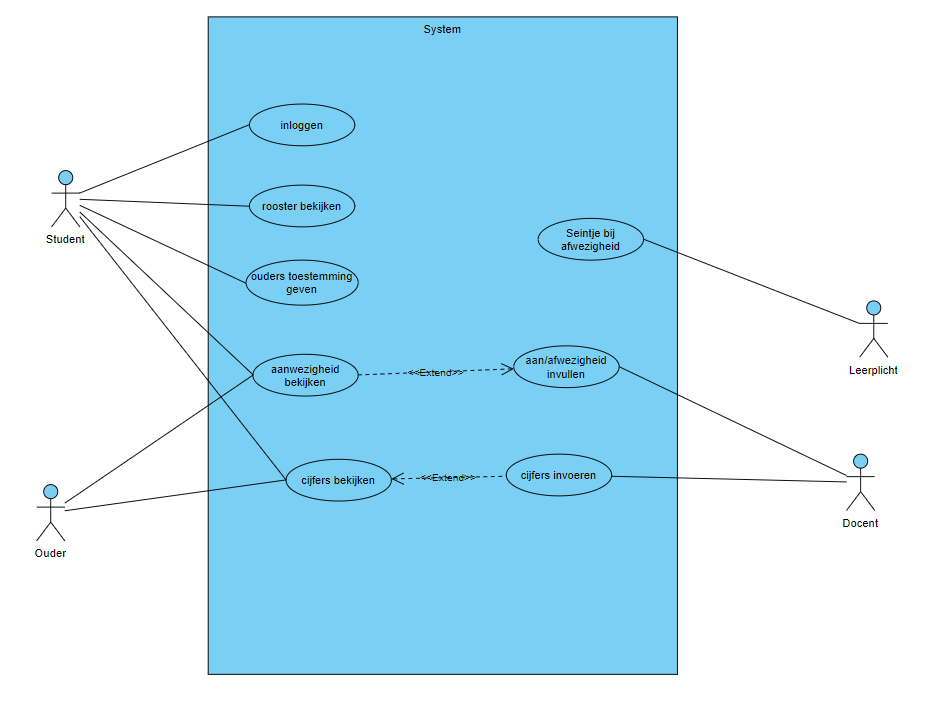 System
inloggen
rooster bekijken
Student
Seintje bij
afwezigheid
ouders toestemming
geven
aanwezigheid
bekijken
<<Extend>>
aan/afwezigheid
invullen
Leerplicht
cijfers bekijken
<<Extend>>
cijfers invoeren
Docent
Ouder